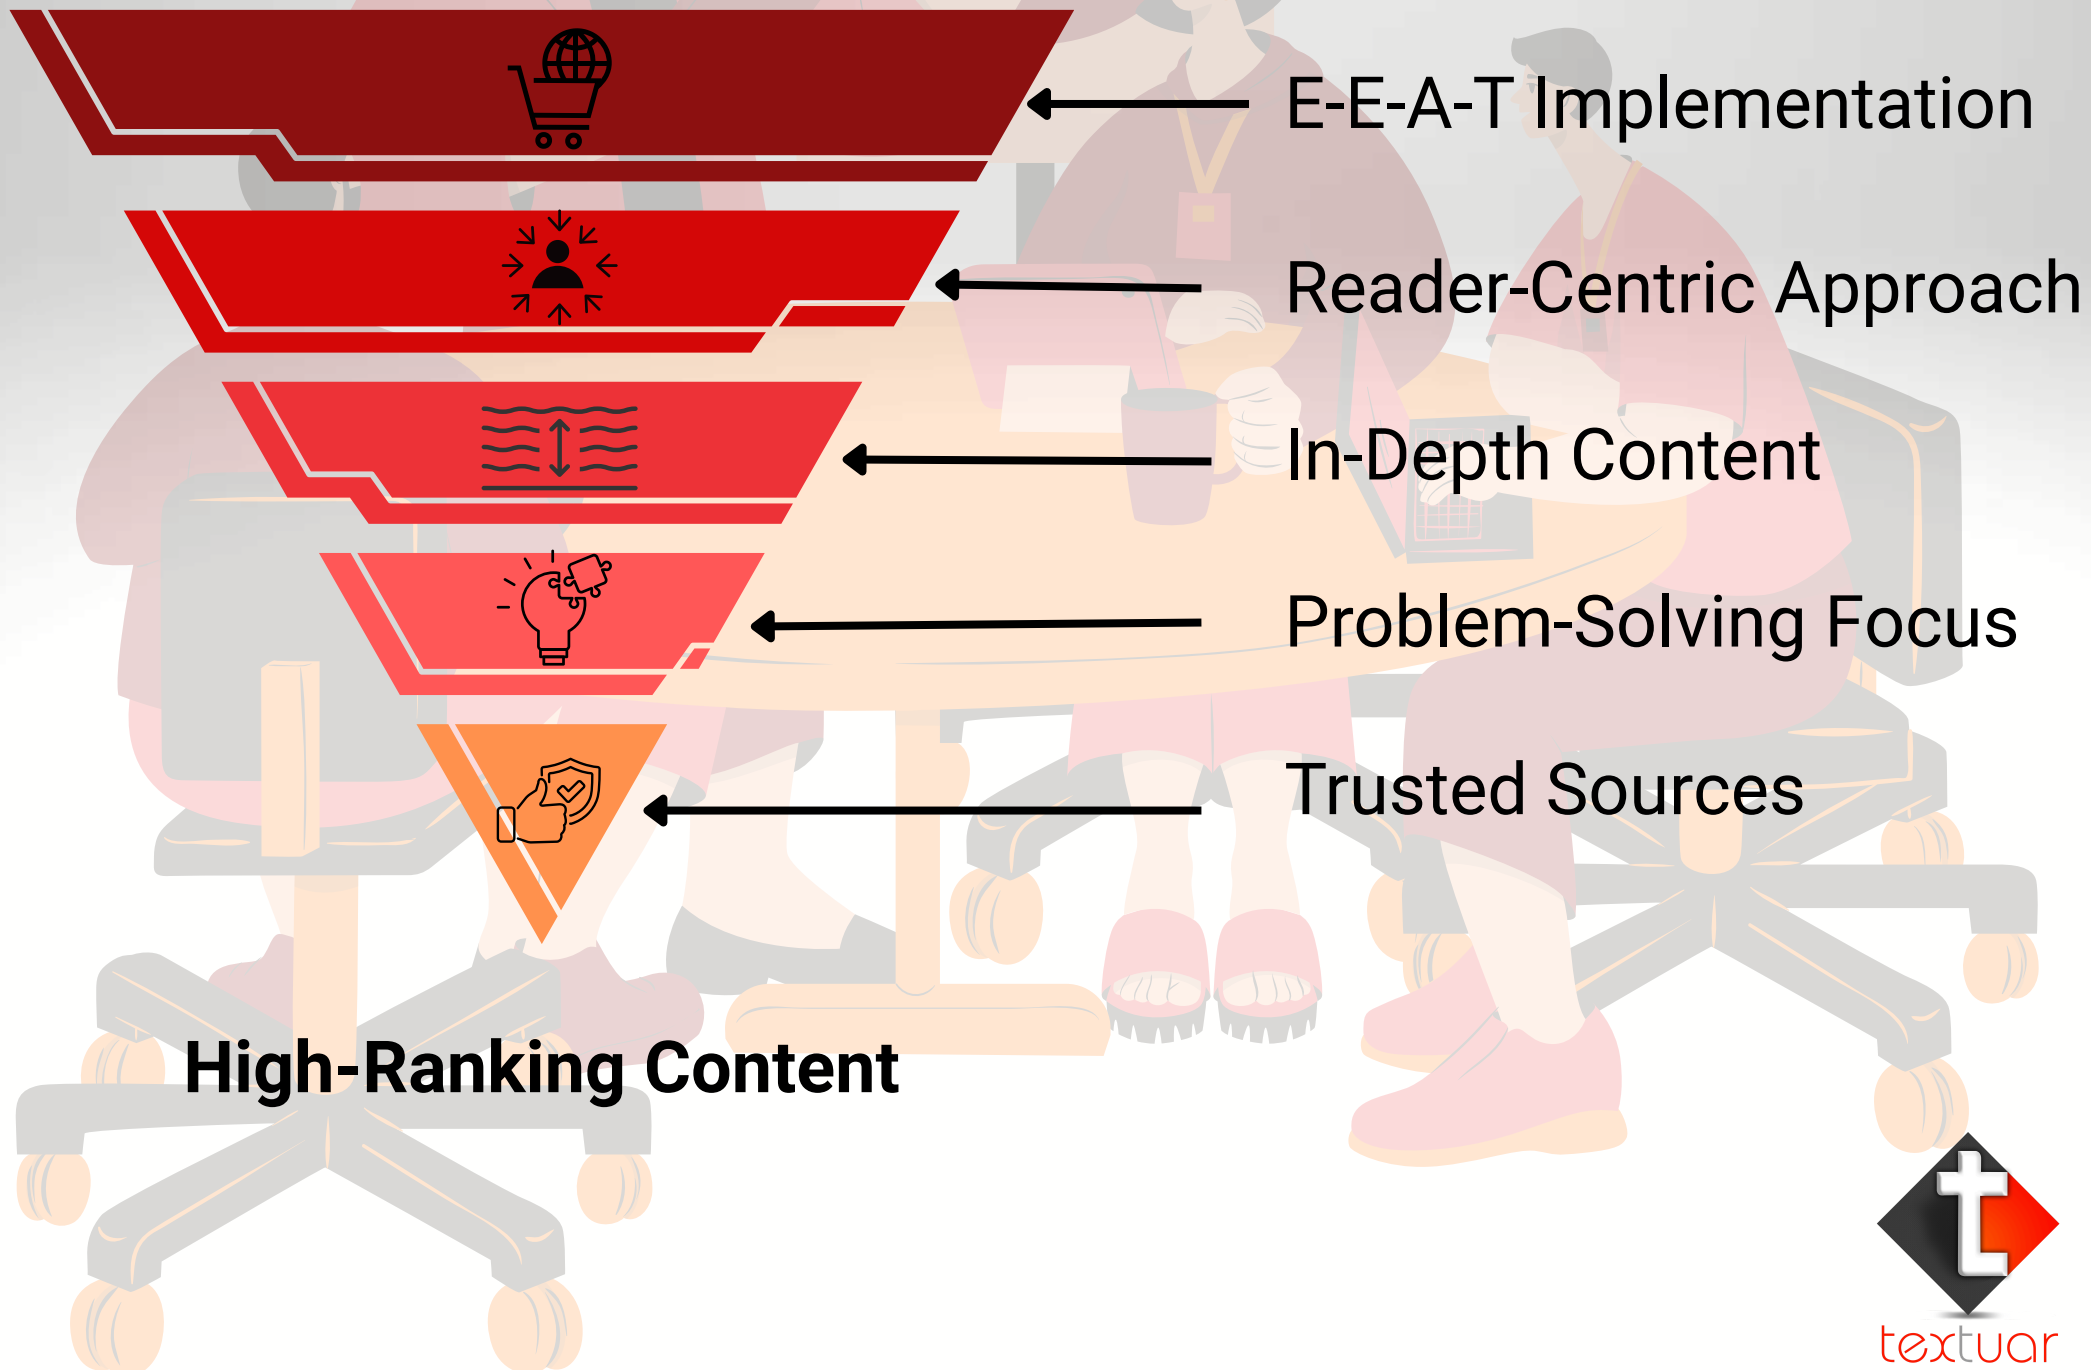 E-E-A-T Implementation
Reader-Centric Approach
In-Depth Content
Problem-Solving Focus
Trusted Sources
High-Ranking Content
t
textuar